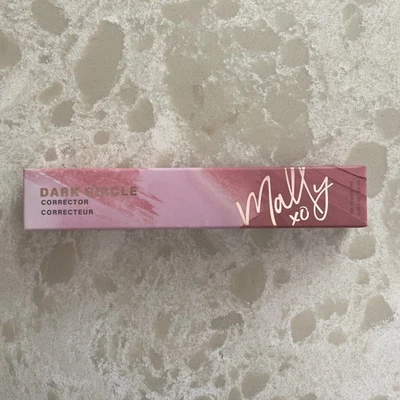 DARK CIRCLE
CORRECTOR
CORRECTEUR
Mally
xo